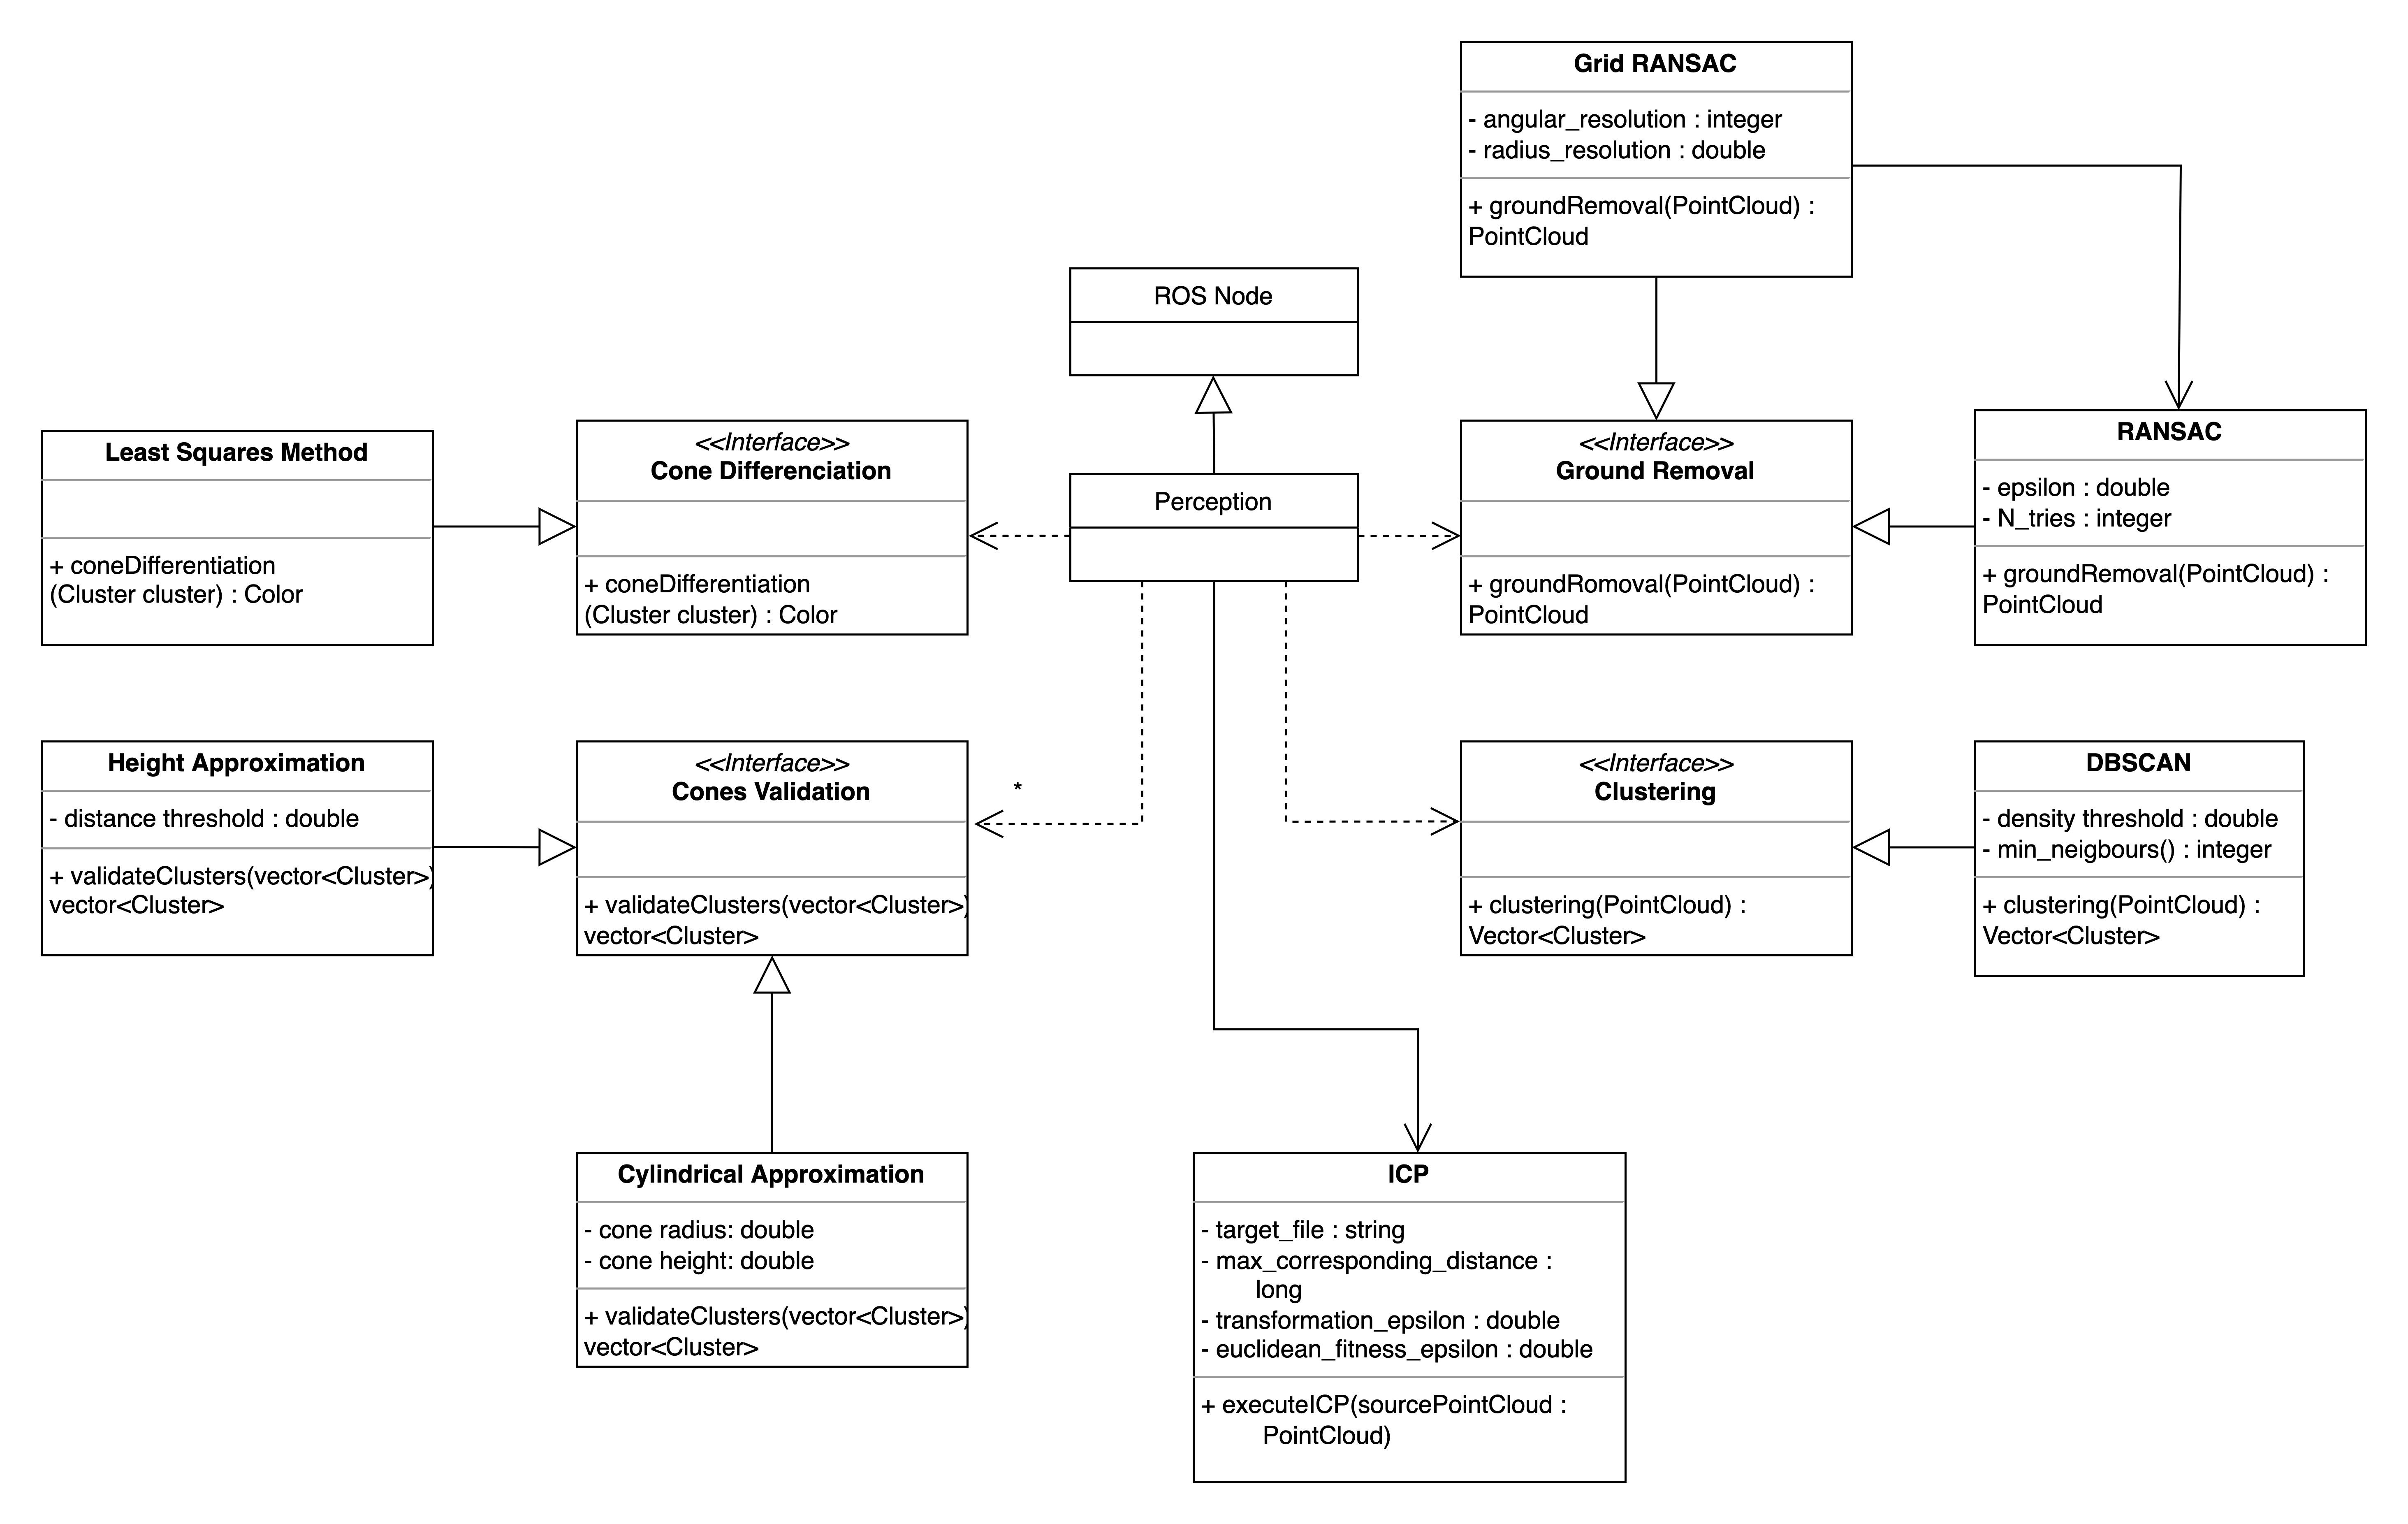 Grid RANSAC
- angular_resolution : integer
- radius_resolution : double
+ groundRemoval(PointCloud) :
PointCloud
ROS Node
Least Squares Method
+ coneDifferentiation
(Cluster cluster) : Color
<<Interface>>
Cone Differenciation
+ coneDifferentiation
(Cluster cluster) : Color
Perception
<<Interface>>
Ground Removal
+ groundRomoval(PointCloud) :
PointCloud
RANSAC
- epsilon : double
- N_tries : integer
+ groundRemoval(PointCloud) :
PointCloud
Height Approximation
- distance threshold : double
+ validateClusters(vector<Cluster>)
vector<Cluster>
<<Interface>>
Cones Validation
+ validateClusters(vector<Cluster>)
vector<Cluster>
*
<<Interface>>
Clustering
+ clustering(PointCloud) :
Vector<Cluster>
DBSCAN
- density threshold : double
- min_neigbours() : integer
+ clustering(PointCloud) :
Vector<Cluster>
Cylindrical Approximation
- cone radius: double
- cone height: double
+ validateClusters(vector<Cluster>)
vector<Cluster>
ICP
- target_file : string
- max_corresponding_distance :
long
- transformation_epsilon : double
- euclidean_fitness_epsilon : double
+ executeICP(sourcePointCloud :
PointCloud)